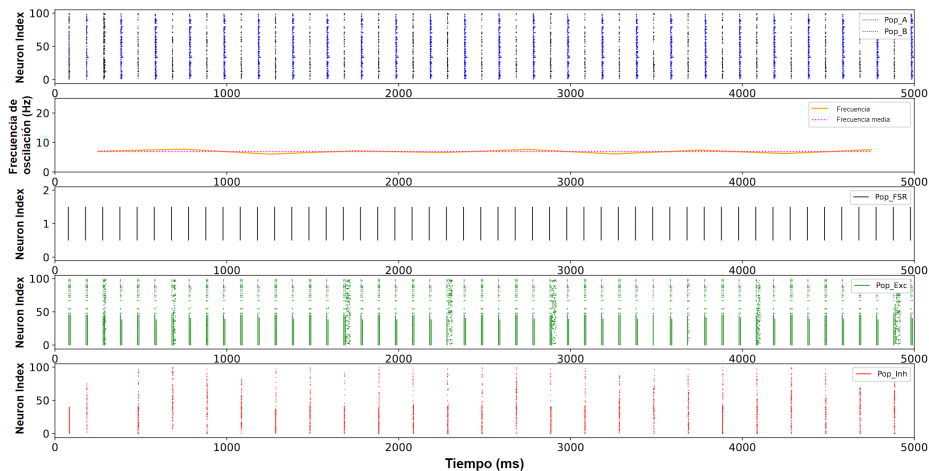 Neuron Index
100
50
0
Pop_A
Pop_B
0 1000 2000 3000 4000 5000
Frecuencia de
oscilación (Hz)
20
10
0
Frecuencia
Frecuencia media
0 1000 2000 3000 4000 5000
Neuron Index
2
1
0
Pop_FSR
0 1000 2000 3000 4000 5000
Neuron Index
100
50
0
Pop_Exc
0 1000 2000 3000 4000 5000
Neuron Index
100
50
0
Pop_Inh
0 1000 2000 3000 4000 5000
Tiempo (ms)